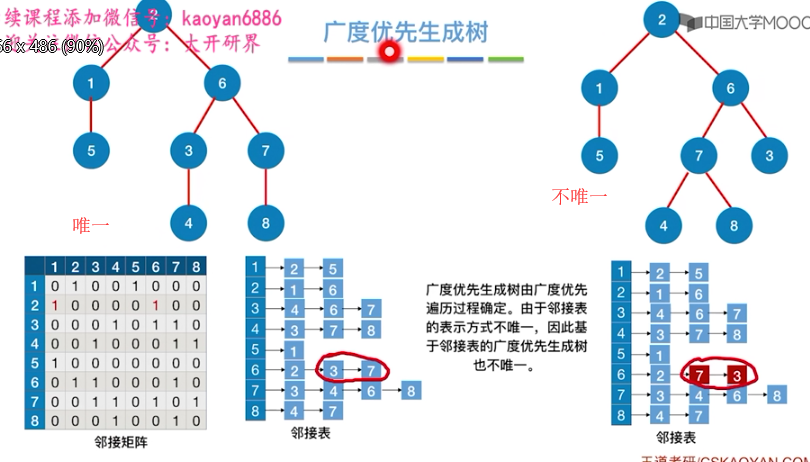 续课程添加微信号：kaoyan6886
广度优先生成树
中国大学MOOC
56 x 486 (90%)
公众号：太开研界
2
1
6
5
3
7
4
8
唯一
2
1
6
5
7
3
4
8
不唯一
1 2 3 4 5 6 7 8
1 0 1 0 0 1 0 0 0
2 1 0 0 0 0 1 0 0
3 0 0 0 1 0 1 1 0
4 0 0 1 0 0 0 1 1
5 1 0 0 0 0 0 0 0
6 0 1 1 0 0 0 1 0
7 0 0 1 1 0 1 0 1
8 0 0 0 1 0 0 1 0
邻接矩阵
1 2 5
2 1 6
3 4 6 7
4 3 7 8
5 1
6 2 3 7
7 3 4 6 8
8 4 7
邻接表
广度优先生成树由广度优先
遍历过程确定。由于邻接表
的表示方式不唯一，因此基
于邻接表的广度优先生成树
也不唯一。
1 2 5
2 1 6
3 4 6 7
4 3 7 8
5 1
6 2 7 3
7 3 4 6 8
8 4 7
邻接表
王道考研/CSKAOYAN.COM